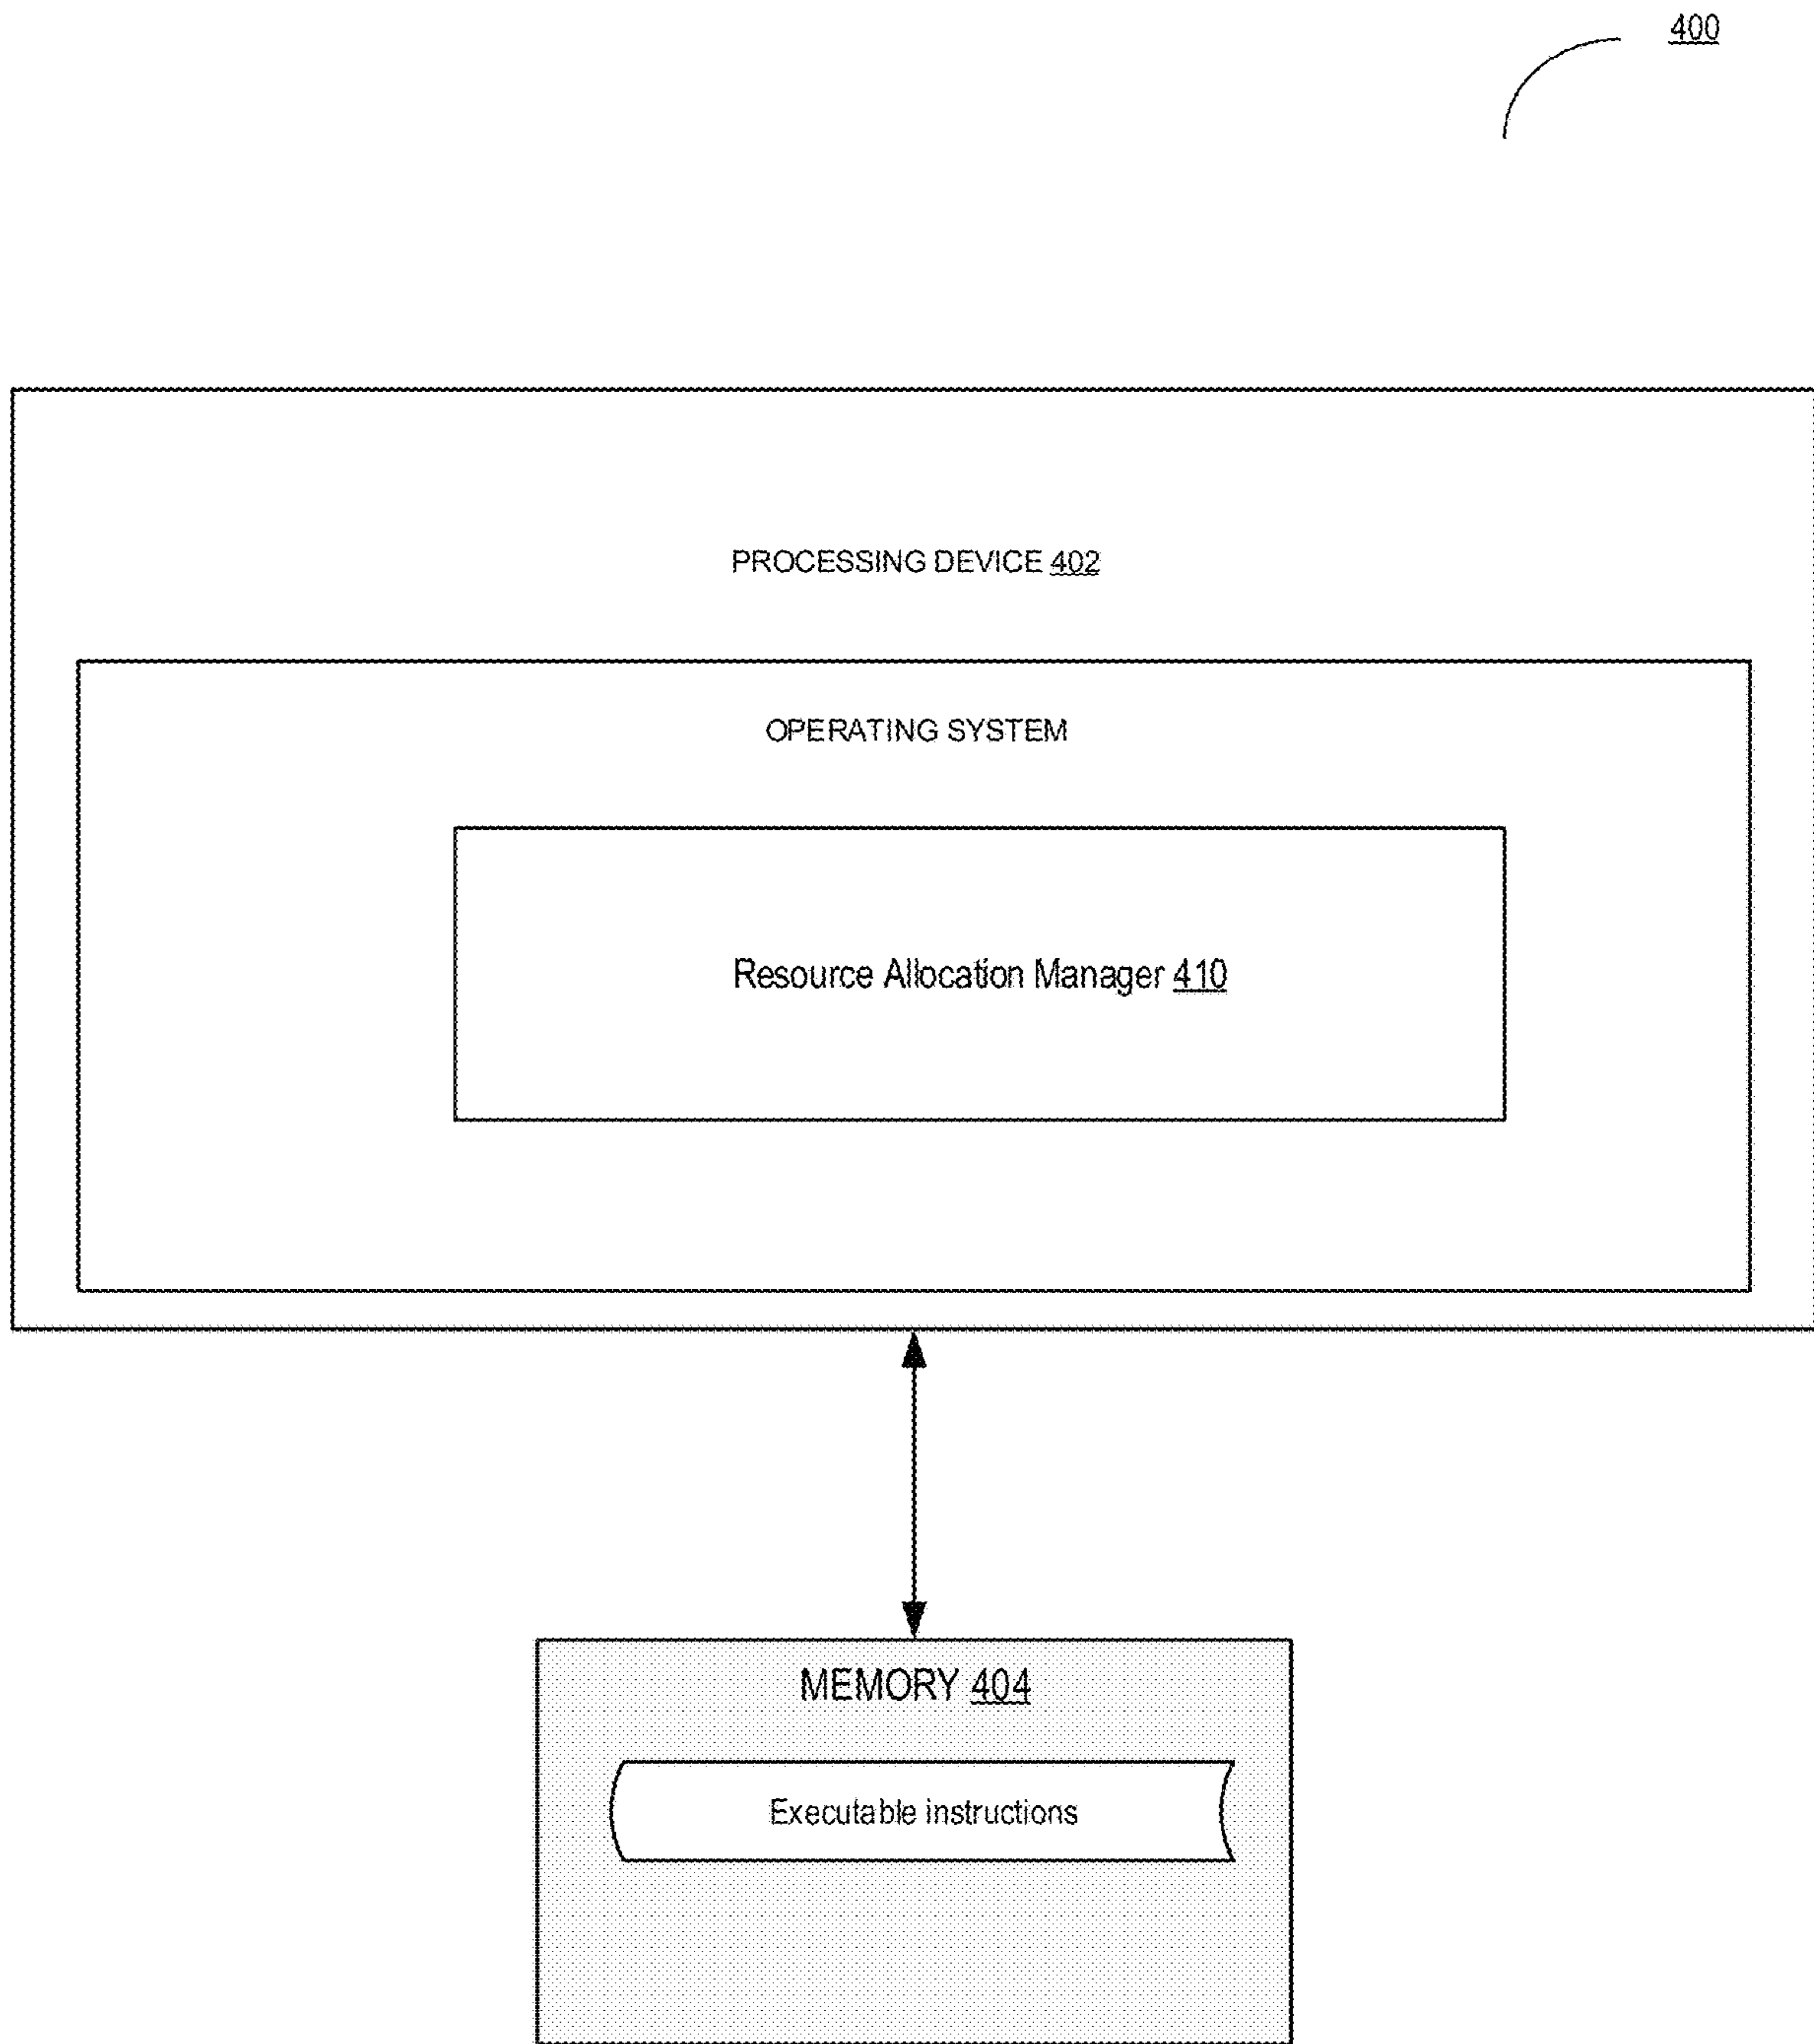 400
PROCESSING DEVICE 402
OPERATING SYSTEM
Resource Allocation Manager 410
MEMORY 404
Executable instructions